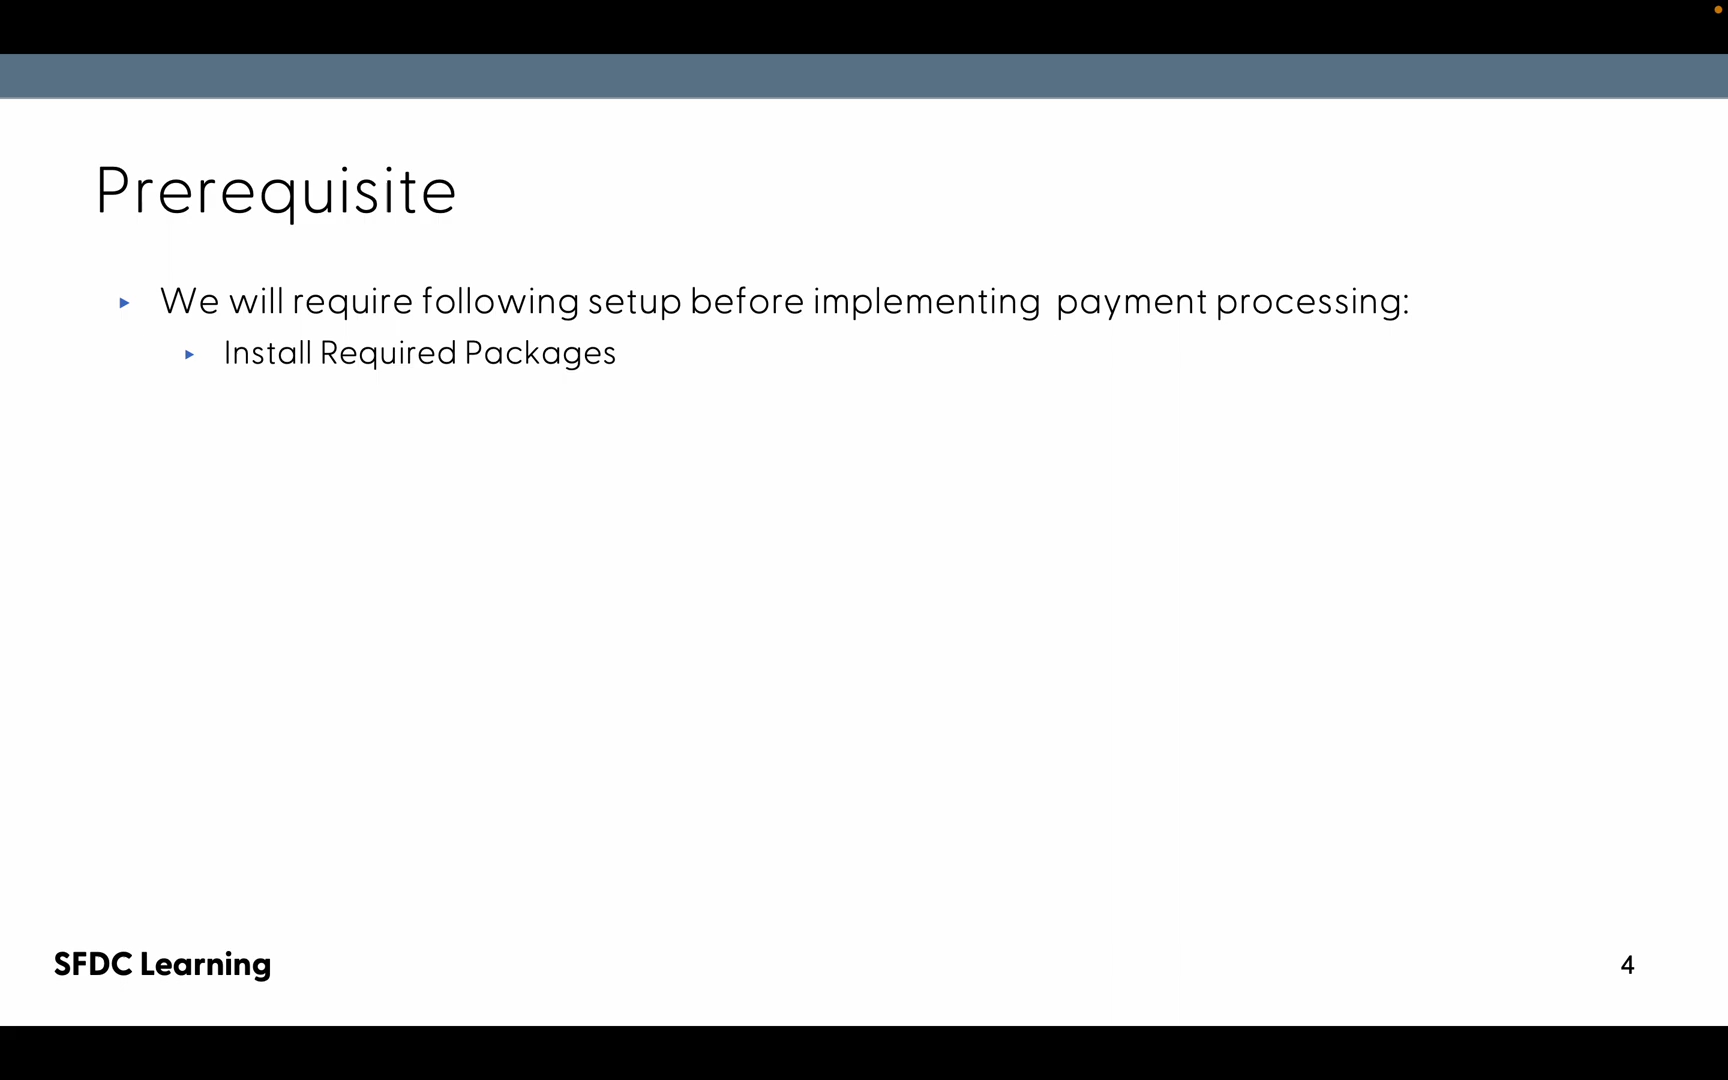 Prerequisite
We will require following setup before implementing  payment processing:
Install Required Packages
SFDC Learning
4